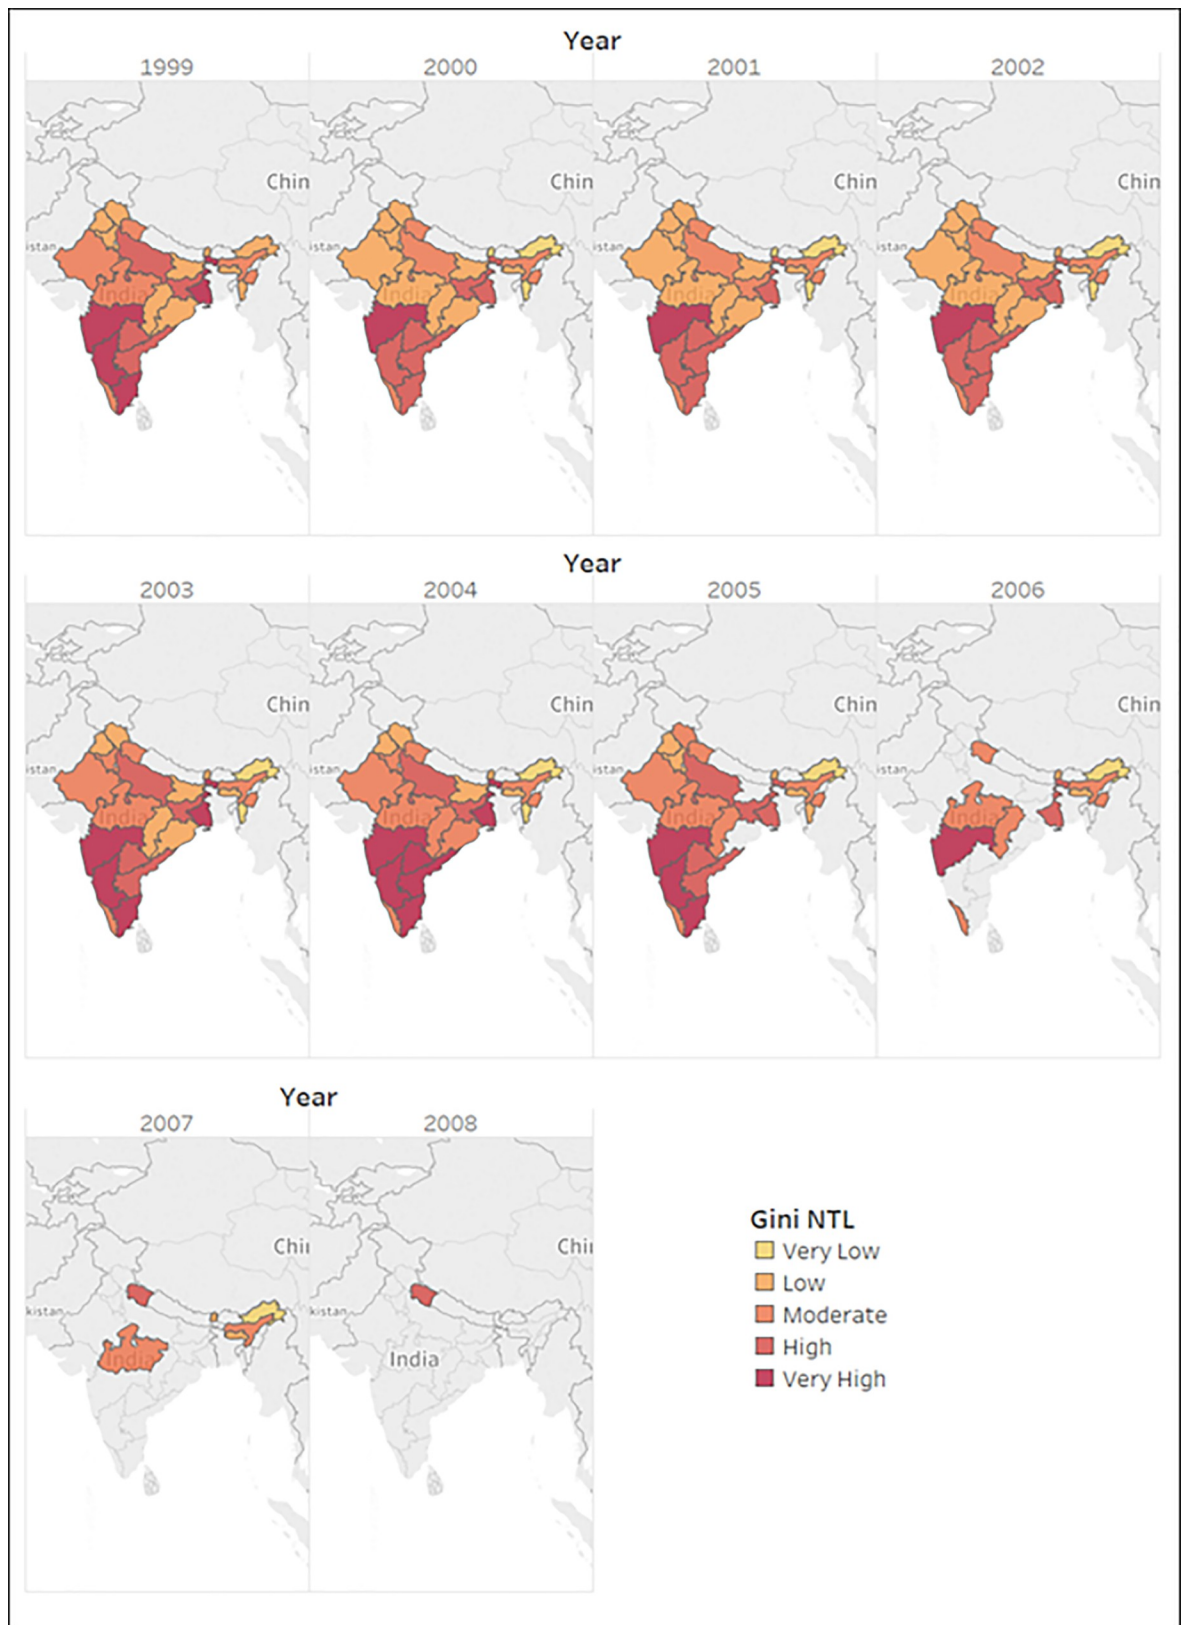 Year
1999 2000 2001 2002
Chin Chin Chin Chin
istan istan istan istan
India India India India
Year
2003 2004 2005 2006
Chin Chin Chin Chin
istan istan istan istan
India India India India
Year
2007 2008
Chi Chi
kistan kistan
India India
Gini NTL
Very Low
Low
Moderate
High
Very High